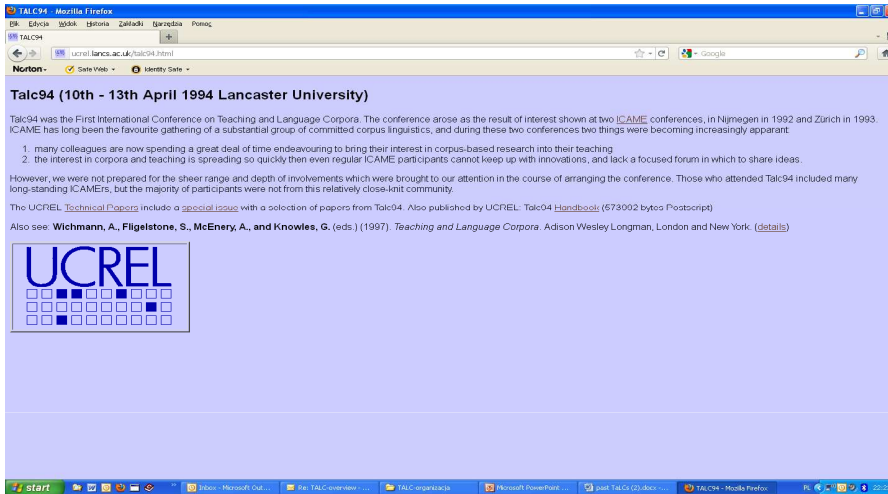 TALC94 - Mozilla Firefox
Plik Edycja Widok Historia Zakładki Narzędzia Pomoc
TALC94
ucrel.lancs.ac.uk/talc94.html
Google
Norton Safe Web Identity Safe
Talc94 (10th - 13th April 1994 Lancaster University)
Talc94 was the First International Conference on Teaching and Language Corpora. The conference arose as the result of interest shown at two ICAME conferences, in Nijmegen in 1992 and Zürich in 1993.
ICAME has long been the favourite gathering of a substantial group of committed corpus linguistics, and during these two conferences two things were becoming increasingly apparant:
1. many colleagues are now spending a great deal of time endeavouring to bring their interest in corpus-based research into their teaching
2. the interest in corpora and teaching is spreading so quickly then even regular ICAME participants cannot keep up with innovations, and lack a focused forum in which to share ideas.
However, we were not prepared for the sheer range and depth of involvements which were brought to our attention in the course of arranging the conference. Those who attended Talc94 included many
long-standing ICAMErs, but the majority of participants were not from this relatively close-knit community.
The UCREL Technical Papers include a special issue with a selection of papers from Talc94. Also published by UCREL: Talc94 Handbook (573002 bytes Postscript)
Also see: Wichmann, A., Fligelstone, S., McEnery, A., and Knowles, G. (eds.) (1997). Teaching and Language Corpora. Adison Wesley Longman, London and New York. (details)
UCREL
start Inbox - Microsoft Out... Re: TALC-overview - ... TALC-organizacja Microsoft PowerPoint ... past TaLCs (2).docx -... TALC94 - Mozilla Firefox PL